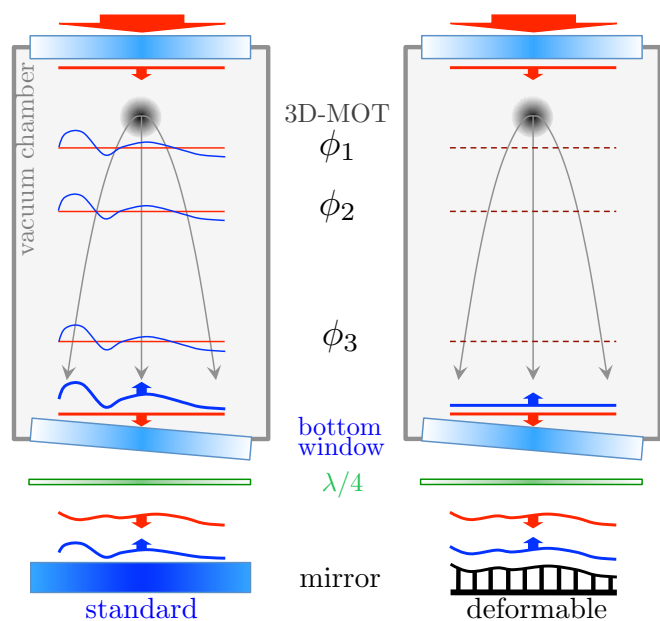 vacuum chamber
3D-MOT
ϕ₁
ϕ₂
ϕ₃
bottom
window
λ/4
mirror
standard
deformable